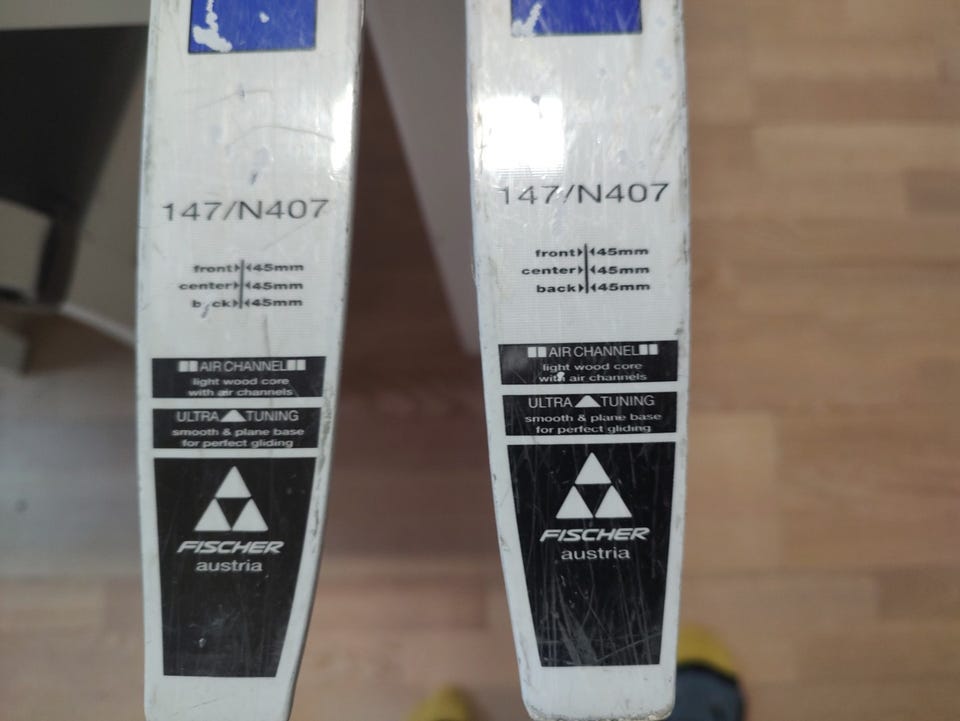 147/N407
front 45mm
center 45mm
back 45mm
AIR CHANNEL
light wood core
with air channels
ULTRA TUNING
smooth & plane base
for perfect gliding
FISCHER
austria
147/N407
front 45mm
center 45mm
back 45mm
AIR CHANNEL
light wood core
with air channels
ULTRA TUNING
smooth & plane base
for perfect gliding
FISCHER
austria